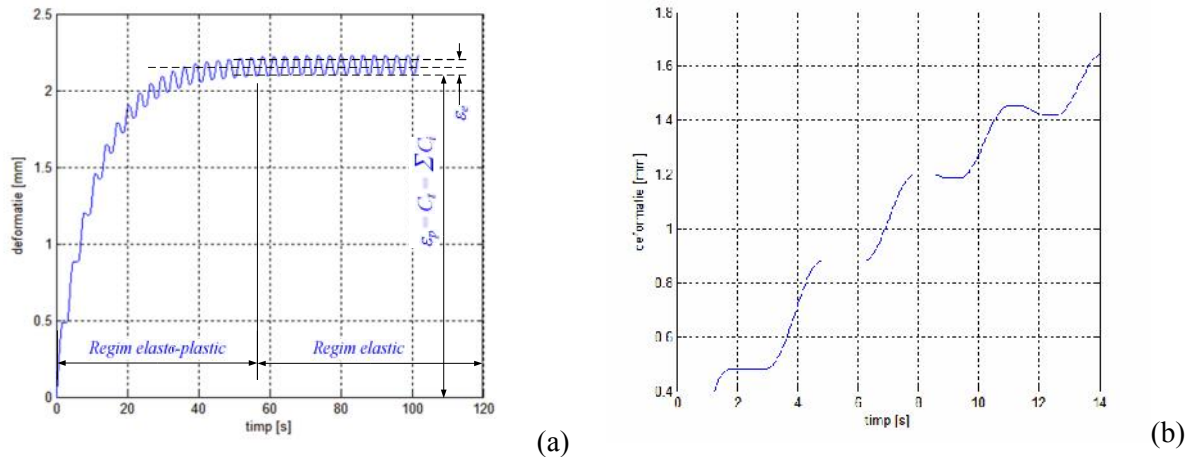 2.5
2
1.5
1
0.5
0
deformatie [mm]
εₑ
εₚ = Cₜ = ΣCᵢ
Regim elasto-plastic
Regim elastic
0 20 40 60 80 100 120
timp [s]
(a)
1.8
1.6
1.4
1.2
1
0.8
0.6
0.4
deformatie [mm]
0 2 4 6 8 10 12 14
timp [s]
(b)